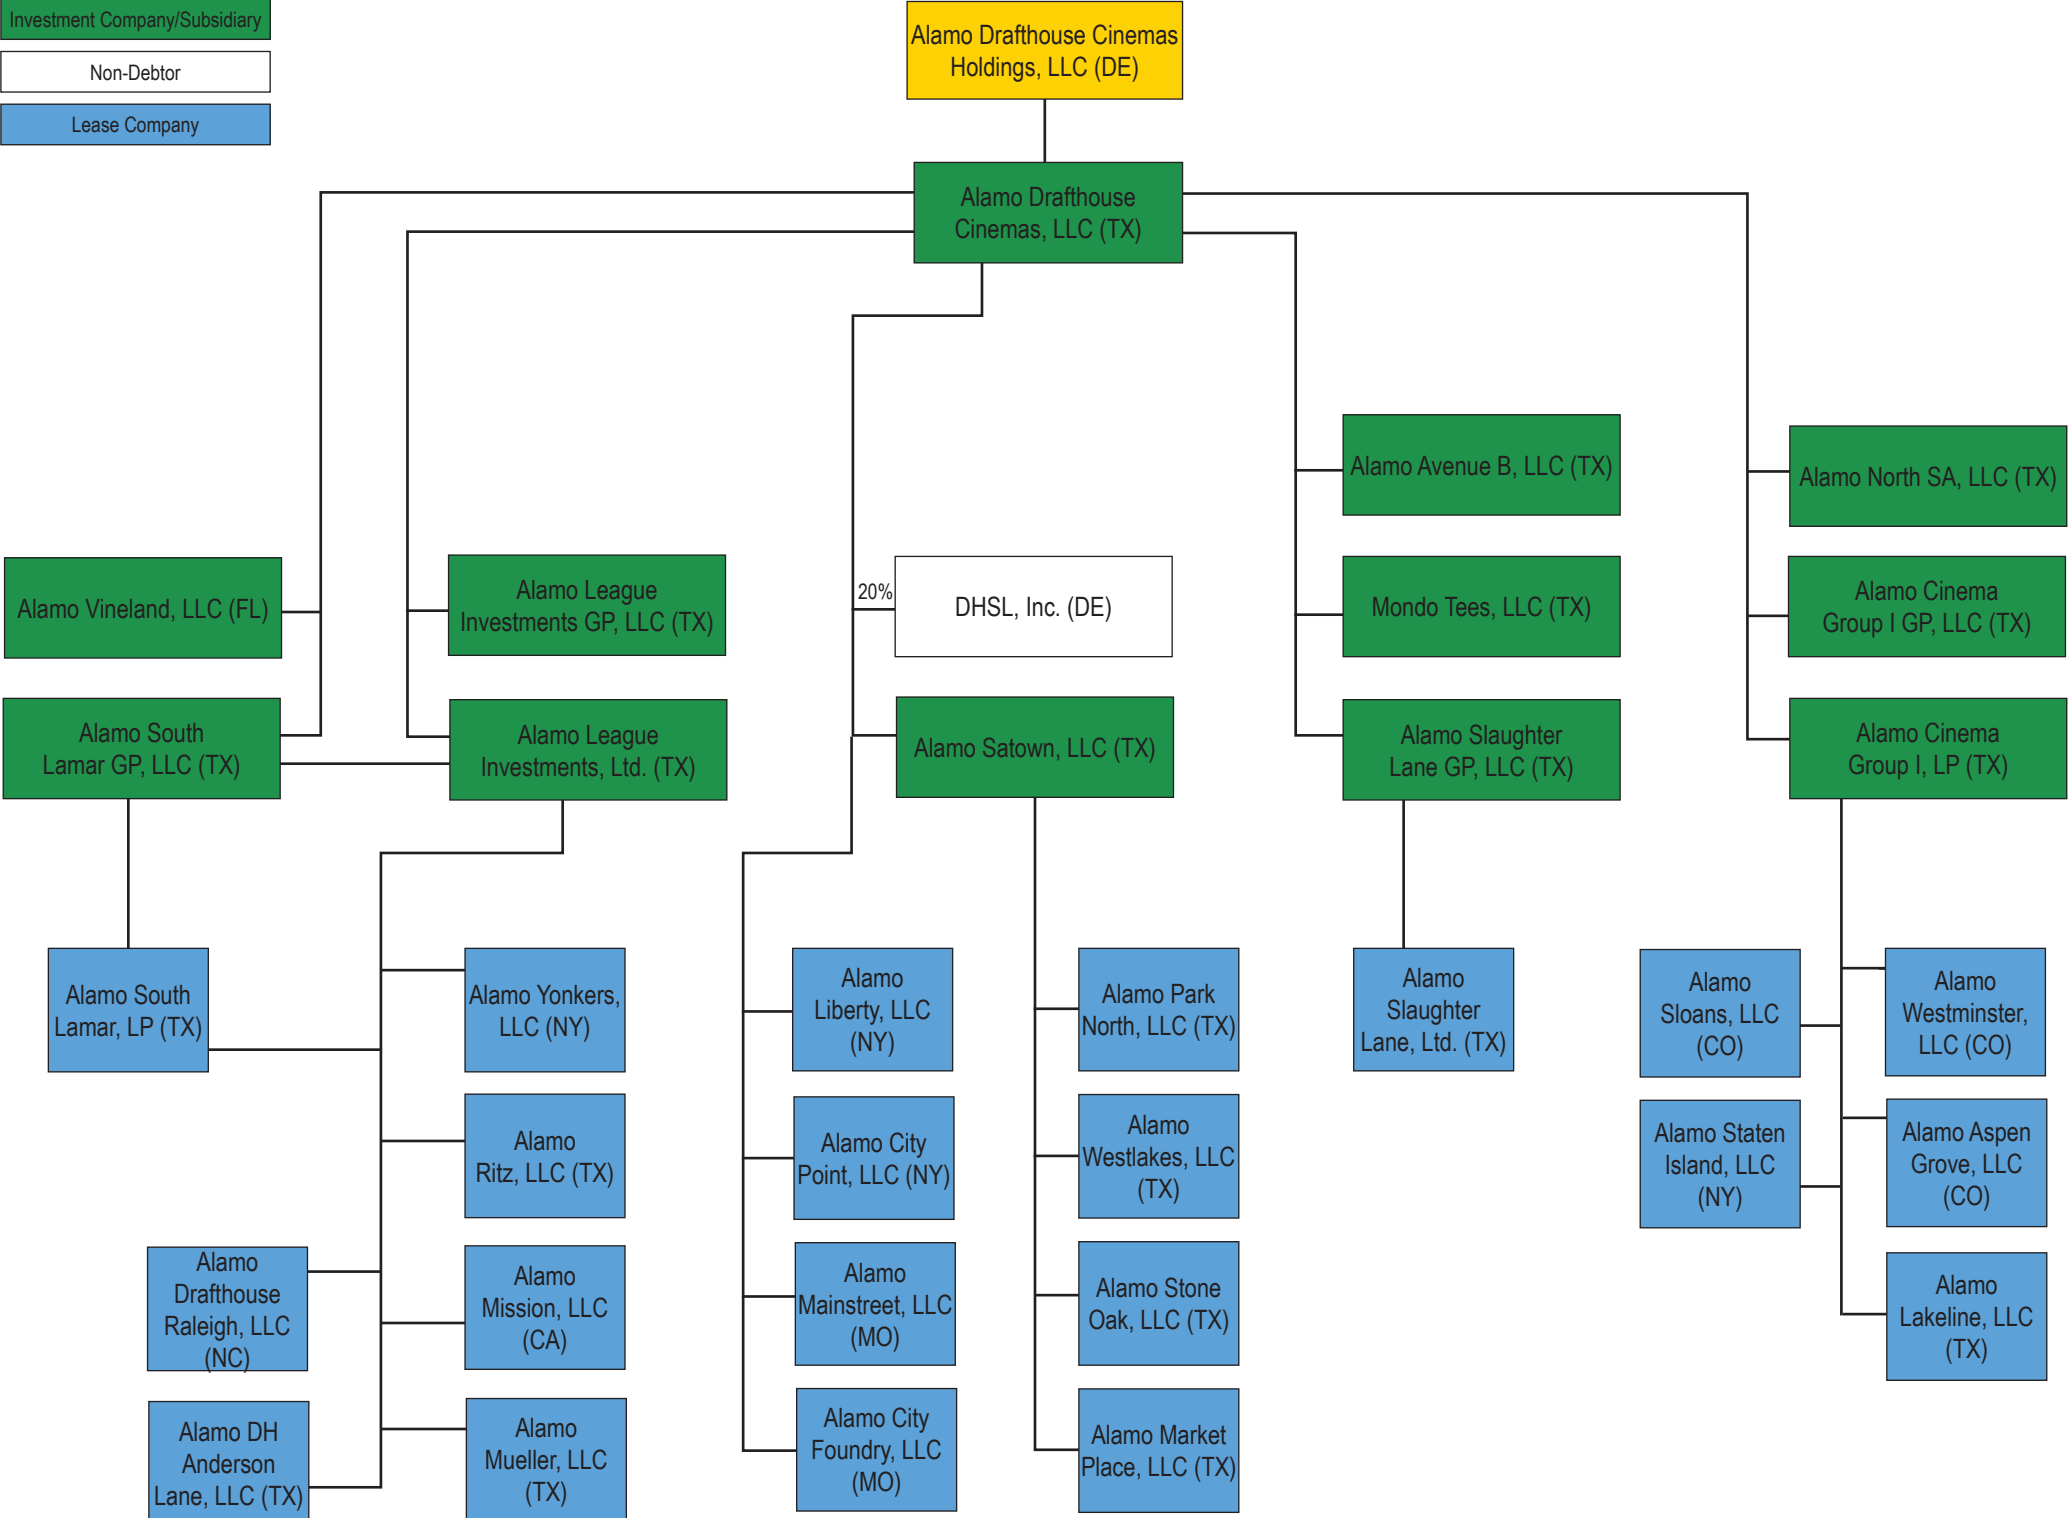 Investment Company/Subsidiary
Non-Debtor
Lease Company
Alamo Drafthouse Cinemas
Holdings, LLC (DE)
Alamo Drafthouse
Cinemas, LLC (TX)
Alamo Vineland, LLC (FL)
Alamo League
Investments GP, LLC (TX)
20%
DHSL, Inc. (DE)
Alamo Avenue B, LLC (TX)
Mondo Tees, LLC (TX)
Alamo North SA, LLC (TX)
Alamo Cinema
Group I GP, LLC (TX)
Alamo South
Lamar GP, LLC (TX)
Alamo League
Investments, Ltd. (TX)
Alamo Satown, LLC (TX)
Alamo Slaughter
Lane GP, LLC (TX)
Alamo Cinema
Group I, LP (TX)
Alamo South
Lamar, LP (TX)
Alamo Yonkers,
LLC (NY)
Alamo
Ritz, LLC (TX)
Alamo
Drafthouse
Raleigh, LLC
(NC)
Alamo
Mission, LLC
(CA)
Alamo DH
Anderson
Lane, LLC (TX)
Alamo
Mueller, LLC
(TX)
Alamo
Liberty, LLC
(NY)
Alamo City
Point, LLC (NY)
Alamo
Mainstreet, LLC
(MO)
Alamo City
Foundry, LLC
(MO)
Alamo Park
North, LLC (TX)
Alamo
Westlakes, LLC
(TX)
Alamo Stone
Oak, LLC (TX)
Alamo Market
Place, LLC (TX)
Alamo
Slaughter
Lane, Ltd. (TX)
Alamo
Sloans, LLC
(CO)
Alamo
Westminster,
LLC (CO)
Alamo Staten
Island, LLC
(NY)
Alamo Aspen
Grove, LLC
(CO)
Alamo
Lakeline, LLC
(TX)